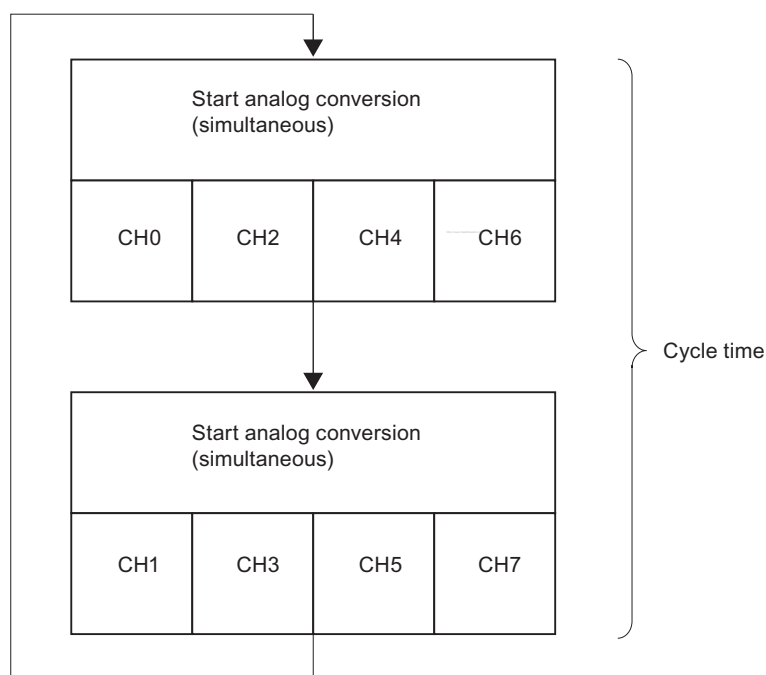 Start analog conversion
(simultaneous)
CH0 CH2 CH4 CH6
Cycle time
Start analog conversion
(simultaneous)
CH1 CH3 CH5 CH7